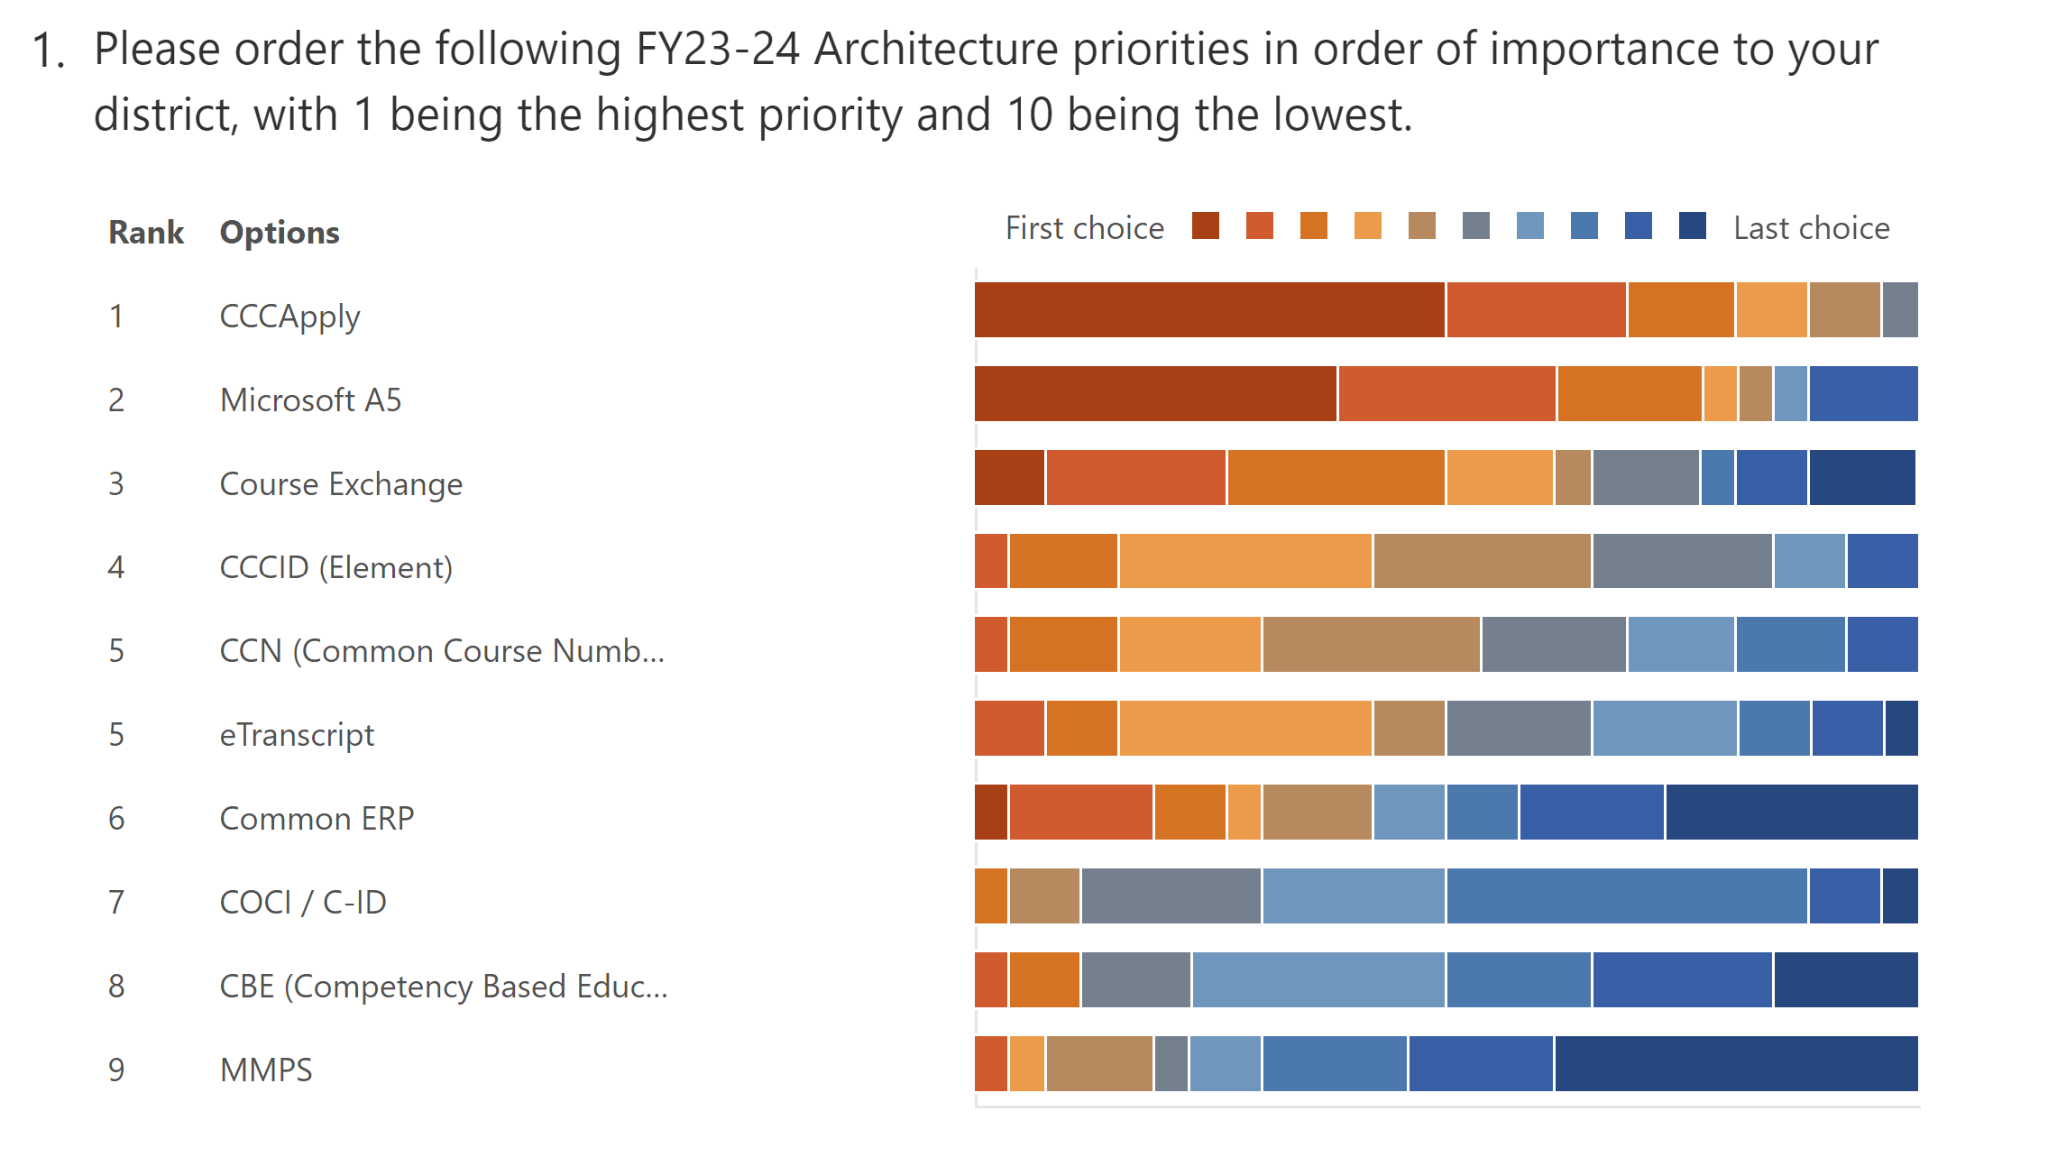 1. Please order the following FY23-24 Architecture priorities in order of importance to your
district, with 1 being the highest priority and 10 being the lowest.
Rank Options First choice Last choice
1 CCCApply
2 Microsoft A5
3 Course Exchange
4 CCCID (Element)
5 CCN (Common Course Numb...
5 eTranscript
6 Common ERP
7 COCI / C-ID
8 CBE (Competency Based Educ...
9 MMPS